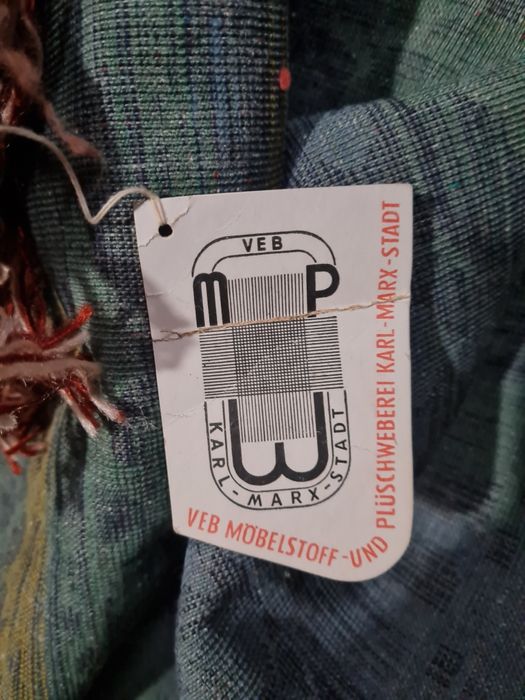 VEB
m P
W
KARL-MARX-STADT
VEB MÖBELSTOFF-UND PLÜSCHWEBEREI KARL-MARX-STADT